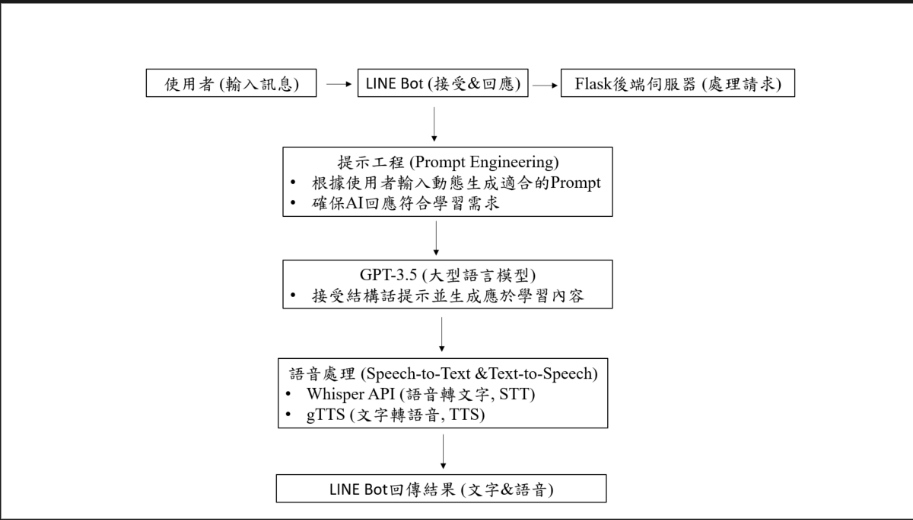 使用者 (輸入訊息)
LINE Bot (接受&回應)
Flask後端伺服器 (處理請求)
提示工程 (Prompt Engineering)
• 根據使用者輸入動態生成適合的Prompt
• 確保AI回應符合學習需求
GPT-3.5 (大型語言模型)
• 接受結構話提示並生成應於學習內容
語音處理 (Speech-to-Text &Text-to-Speech)
• Whisper API (語音轉文字, STT)
• gTTS (文字轉語音, TTS)
LINE Bot回傳結果 (文字&語音)